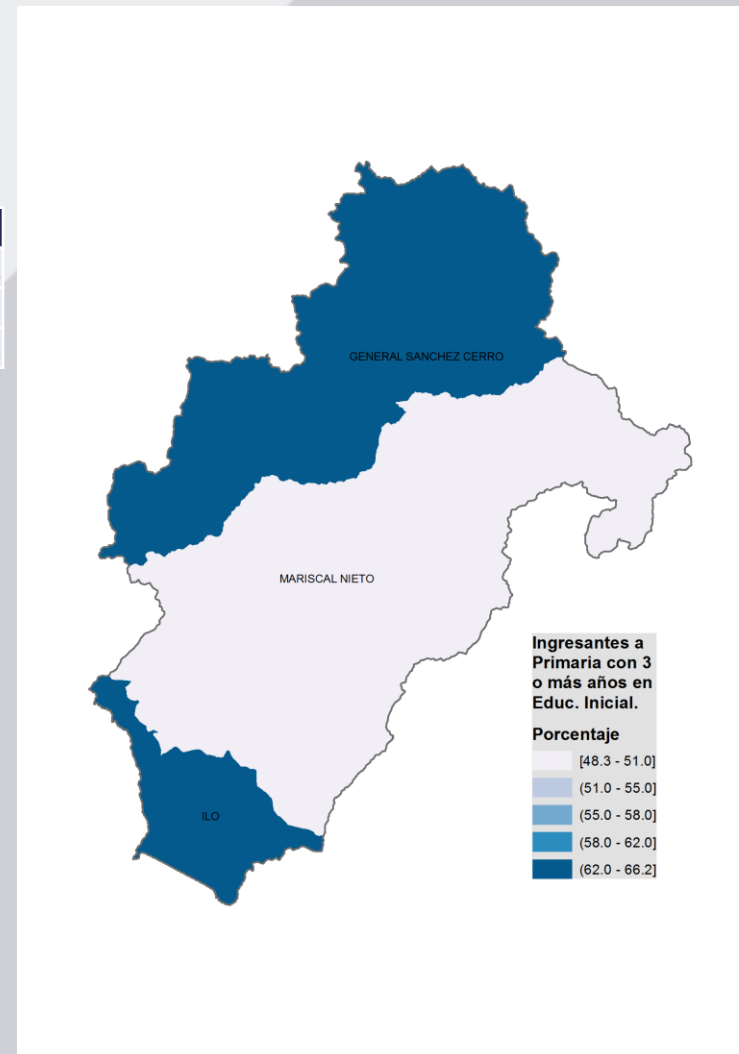 GENERAL SANCHEZ CERRO
MARISCAL NIETO
ILO
Ingresantes a
Primaria con 3
o más años en
Educ. Inicial.
Porcentaje
[48.3 - 51.0]
(51.0 - 55.0]
(55.0 - 58.0]
(58.0 - 62.0]
(62.0 - 66.2]